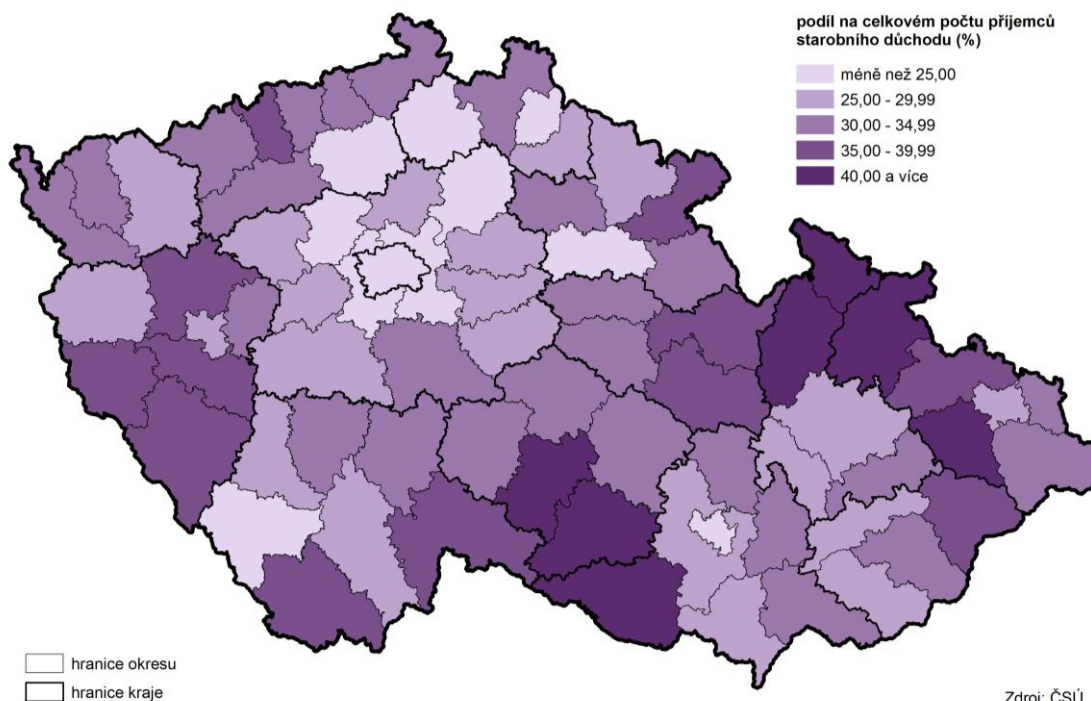 podíl na celkovém počtu příjemců
starobního důchodu (%)
méně než 25,00
25,00 - 29,99
30,00 - 34,99
35,00 - 39,99
40,00 a více
hranice okresu
hranice kraje
Zdroj: ČSÚ